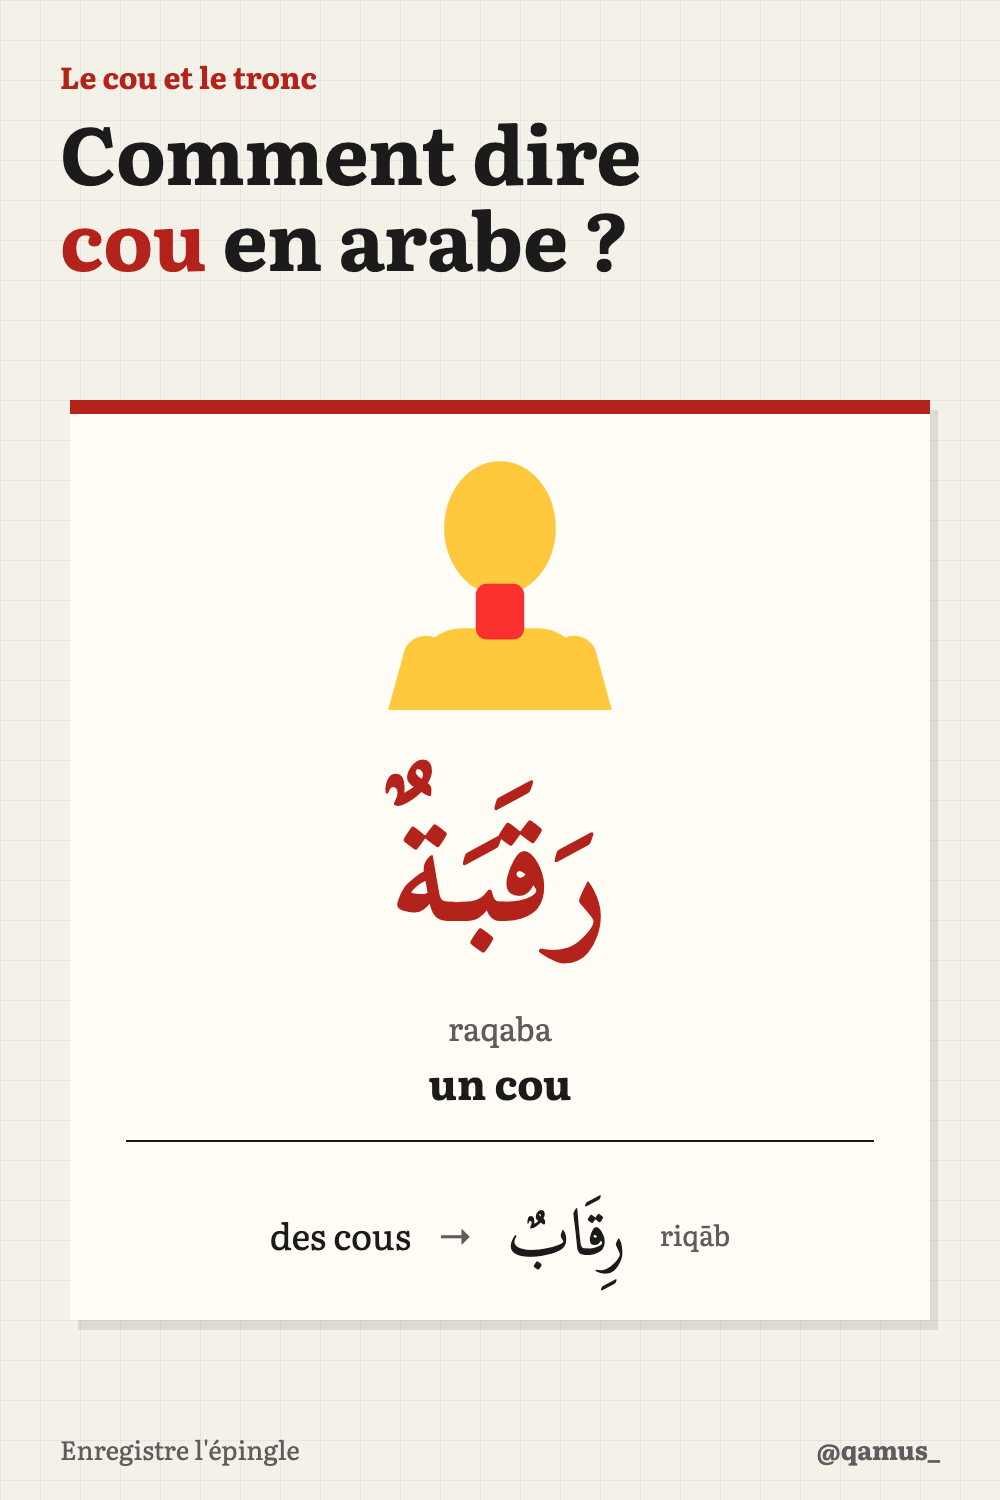 Le cou et le tronc
Comment dire
cou en arabe ?
رَقَبَةٌ
raqaba
un cou
des cous → رِقَابٌ riqāb
Enregistre l'épingle
@qamus_